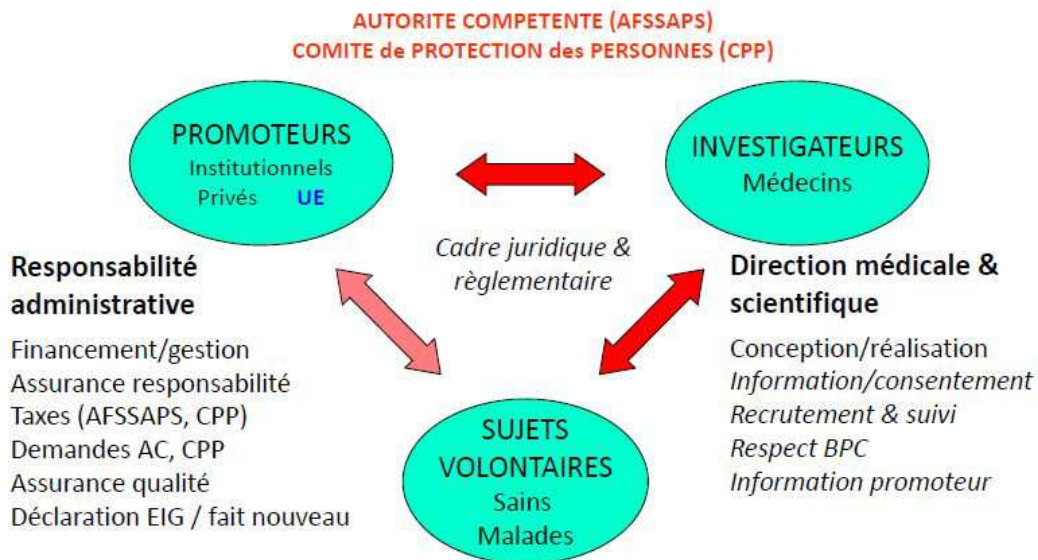 AUTORITE COMPETENTE (AFSSAPS)
COMITE de PROTECTION des PERSONNES (CPP)
PROMOTEURS
Institutionnels
Privés UE
INVESTIGATEURS
Médecins
Cadre juridique &
règlementaire
Responsabilité
administrative
Financement/gestion
Assurance responsabilité
Taxes (AFSSAPS, CPP)
Demandes AC, CPP
Assurance qualité
Déclaration EIG / fait nouveau
Direction médicale &
scientifique
Conception/réalisation
Information/consentement
Recrutement & suivi
Respect BPC
Information promoteur
SUJETS
VOLONTAIRES
Sains
Malades